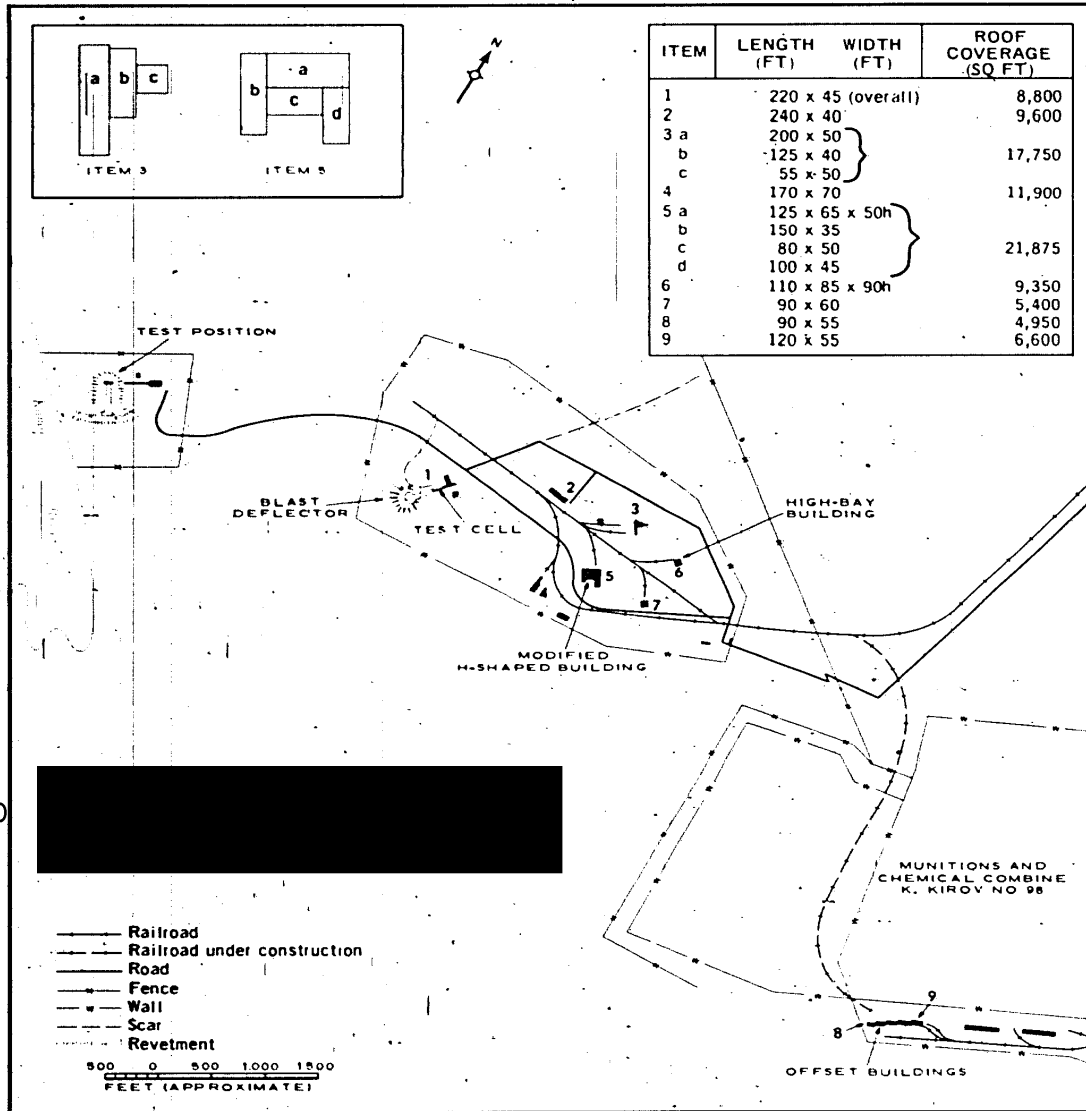 a b c
ITEM 3
a
b
c
d
ITEM 5
N
ITEM LENGTH (FT) WIDTH (FT) ROOF COVERAGE (SQ FT)
1 220 x 45 (overall) 8,800
2 240 x 40 9,600
3 a 200 x 50
b 125 x 40 17,750
c 55 x 50
4 170 x 70 11,900
5 a 125 x 65 x 50h
b 150 x 35
c 80 x 50 21,875
d 100 x 45
6 110 x 85 x 90h 9,350
7 90 x 60 5,400
8 90 x 55 4,950
9 120 x 55 6,600
TEST POSITION
BLAST
DEFLECTOR
1
TEST CELL
2
3
HIGH-BAY
BUILDING
4
5
6
7
MODIFIED
H-SHAPED BUILDING
MUNITIONS AND
CHEMICAL COMBINE
K. KIROV NO 98
Railroad
Railroad under construction
Road
Fence
Wall
Scar
Revetment
500 0 500 1,000 1,500
FEET (APPROXIMATE)
9
8
OFFSET BUILDINGS